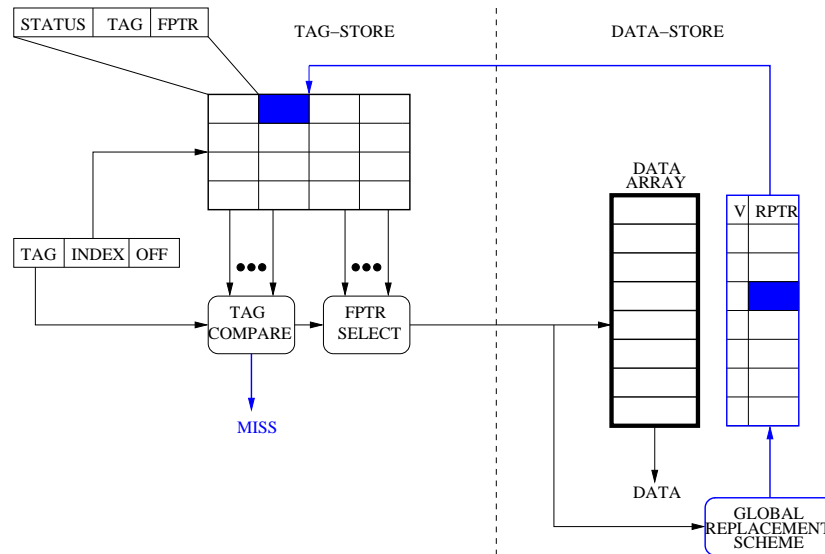 STATUS TAG FPTR
TAG–STORE
DATA–STORE
DATA
ARRAY
V RPTR
TAG INDEX OFF
TAG
COMPARE
FPTR
SELECT
MISS
DATA
GLOBAL
REPLACEMENT
SCHEME